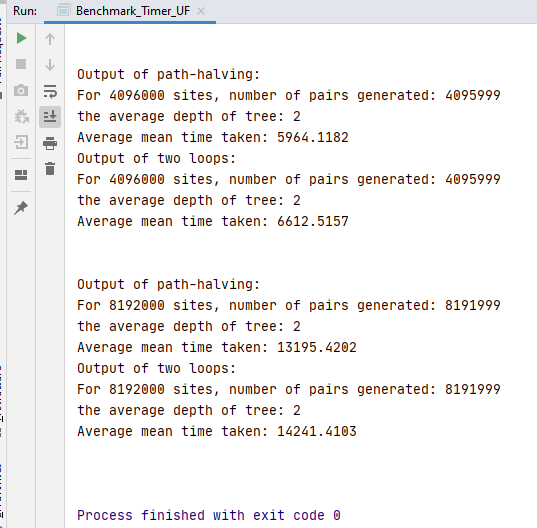 Run: Benchmark_Timer_UF
Output of path-halving:
For 4096000 sites, number of pairs generated: 4095999
the average depth of tree: 2
Average mean time taken: 5964.1182
Output of two loops:
For 4096000 sites, number of pairs generated: 4095999
the average depth of tree: 2
Average mean time taken: 6612.5157
Output of path-halving:
For 8192000 sites, number of pairs generated: 8191999
the average depth of tree: 2
Average mean time taken: 13195.4202
Output of two loops:
For 8192000 sites, number of pairs generated: 8191999
the average depth of tree: 2
Average mean time taken: 14241.4103
Process finished with exit code 0